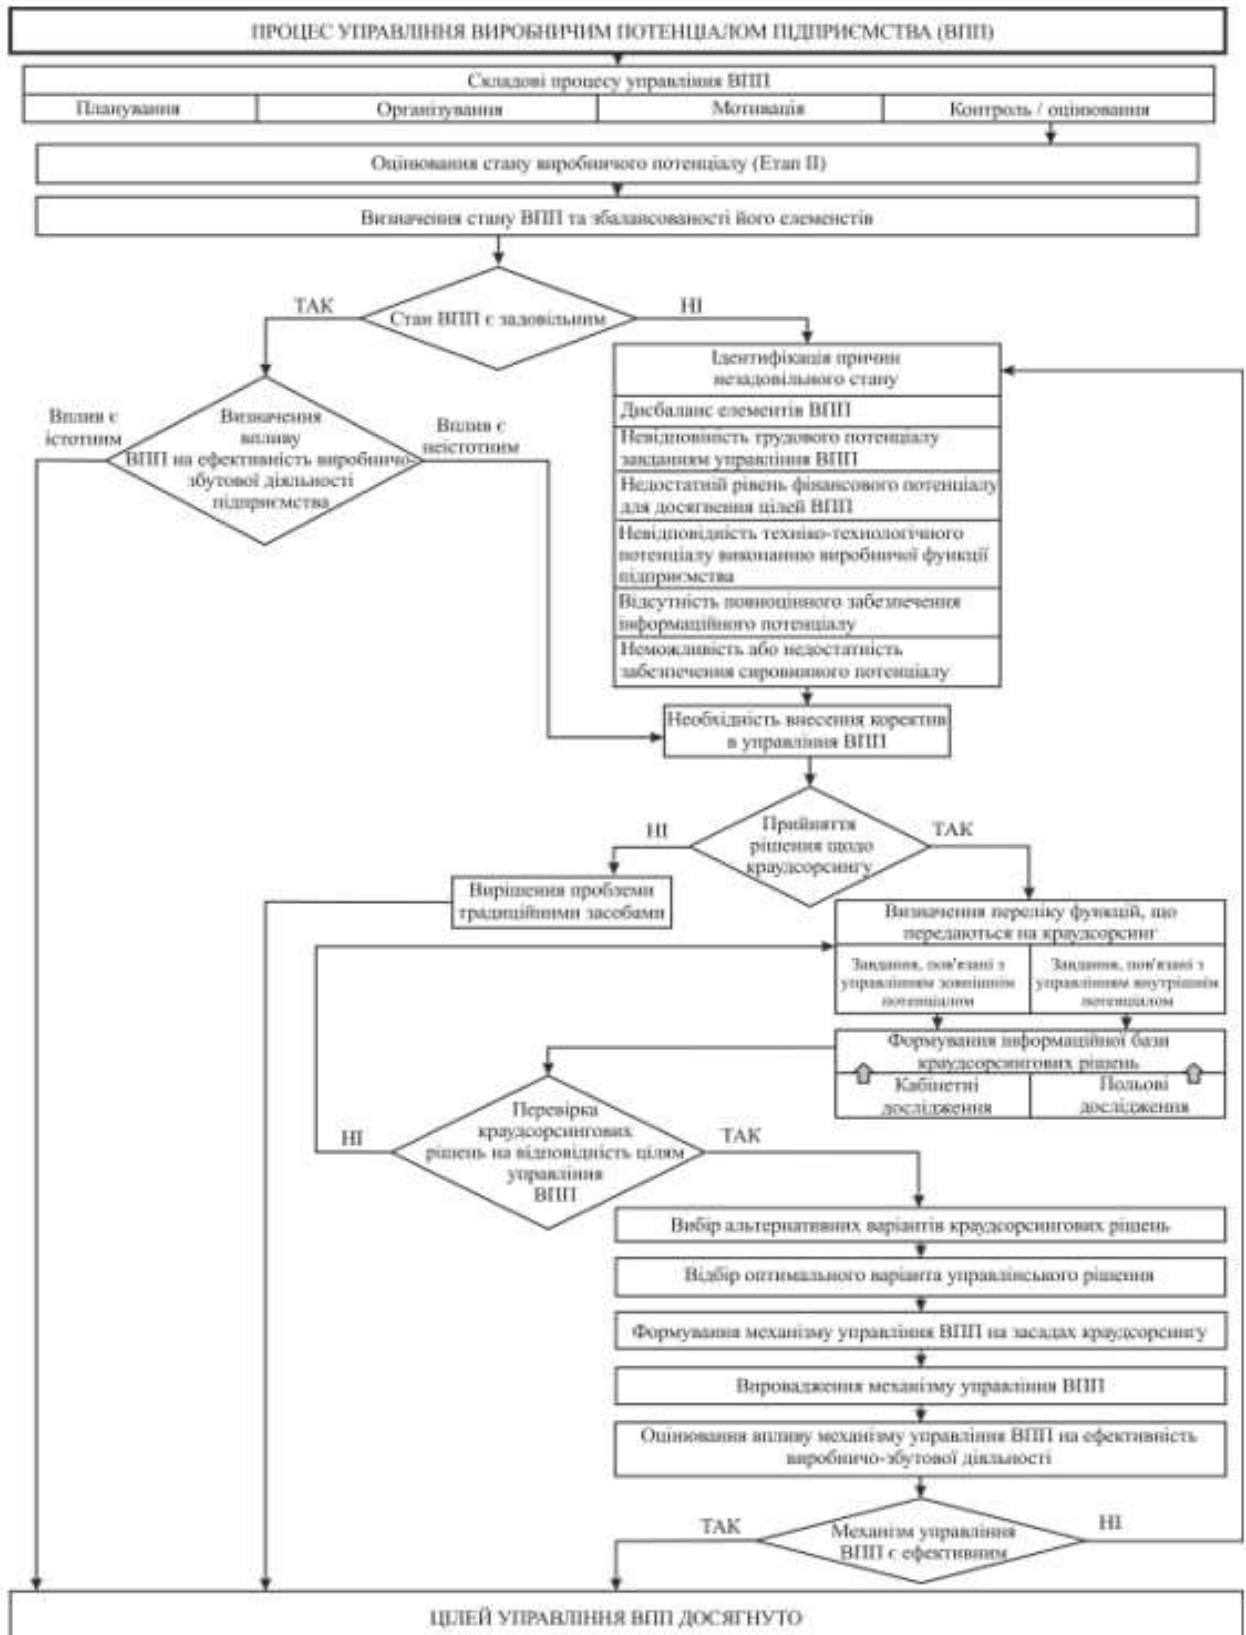 ПРОЦЕС УПРАВЛІННЯ ВИРОБНИЧИМ ПОТЕНЦІАЛОМ ПІДПРИЄМСТВА (ВПП)
Складові процесу управління ВПП
Планування
Організування
Мотивація
Контроль / оцінювання
Оцінювання стану виробничого потенціалу (Етап ІІ)
Визначення стану ВПП та збалансованості його елеменстів
ТАК
Стан ВПП є задовільним
НІ
Вплив є
істотним
Визначення
впливу
ВПП на ефективність виробничо-
збутової діяльності
підприємства
Вплив є
неістотним
Ідентифікація причин
незадовільного стану
Дисбаланс елементів ВПП
Невідповіність трудового потенціалу
завданням управління ВПП
Недостатній рівень фінансового потенціалу
для досягнення цілей ВПП
Невідповідність техніко-технологічного
потенціалу виконанню виробничої функції
підприємства
Відсутність повноцінного забезпечення
інформаційного потенціалу
Неможливість або недостатність
забезпечення сировинного потенціалу
Необхідність внесення коректив
в управління ВПП
НІ
Прийняття
рішення щодо
краудсорсингу
ТАК
Вирішення проблеми
традиційними засобами
Визначення переліку функцій, що
передаються на краудсорсинг
Завдання, пов'язані з
управлінням зовнішнім
потенціалом
Завдання, пов'язані з
управлінням внутрішнім
потенціалом
Формування інформаційної бази
краудсорсингових рішень
Кабінетні
дослідження
Польові
дослідження
НІ
Перевірка
краудсорсингових
рішень на відповідність цілям
управління
ВПП
ТАК
Вибір альтернативних варіантів краудсорсингових рішень
Відбір оптимального варіанта управлінського рішення
Формування механізму управління ВПП на засадах краудсорсингу
Впровадження механізму управління ВПП
Оцінювання впливу механізму управління ВПП на ефективність
виробничо-збутової діяльності
ТАК
Механізм управління
ВПП є ефективним
НІ
ЦІЛЕЙ УПРАВЛІННЯ ВПП ДОСЯГНУТО